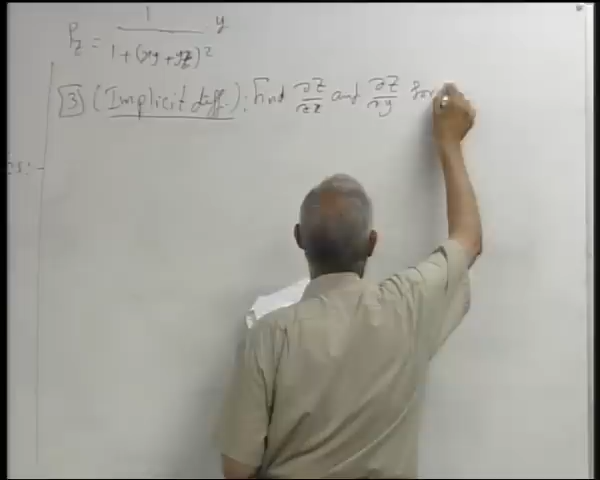 f_z = 1 / (1 + (xy + yz)^2) y
[3] (Implicit diff.): Find ∂z/∂x and ∂z/∂y for